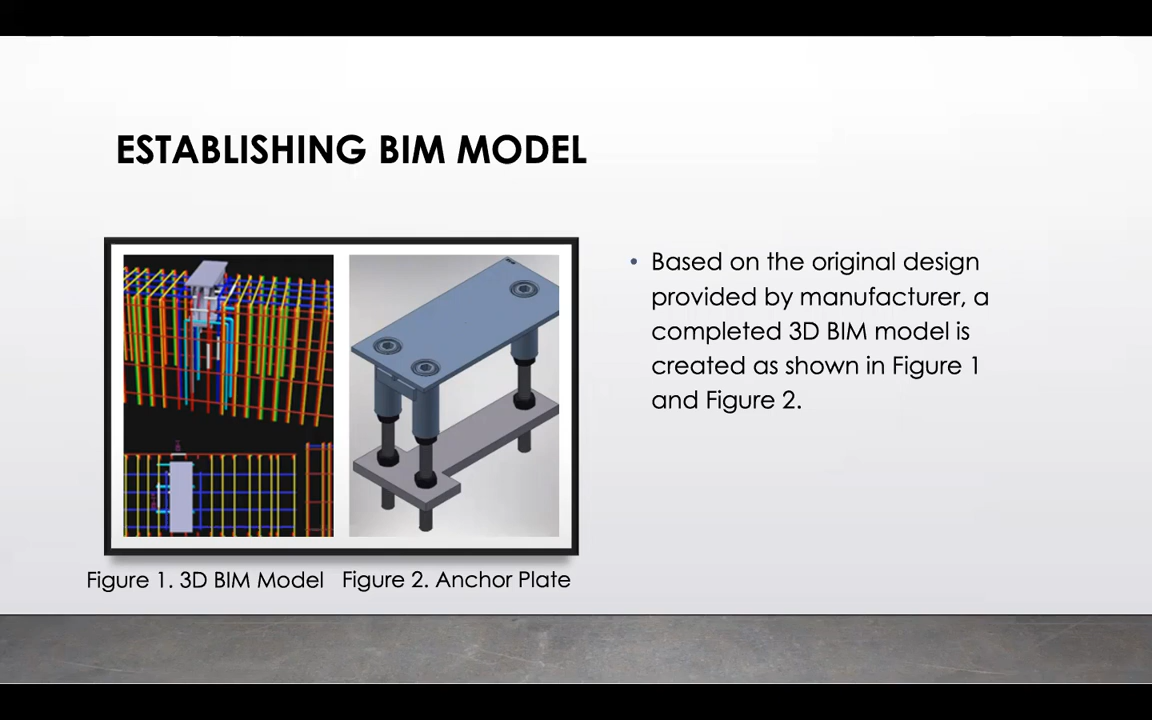 ESTABLISHING BIM MODEL
• Based on the original design
provided by manufacturer, a
completed 3D BIM model is
created as shown in Figure 1
and Figure 2.
Figure 1. 3D BIM Model
Figure 2. Anchor Plate